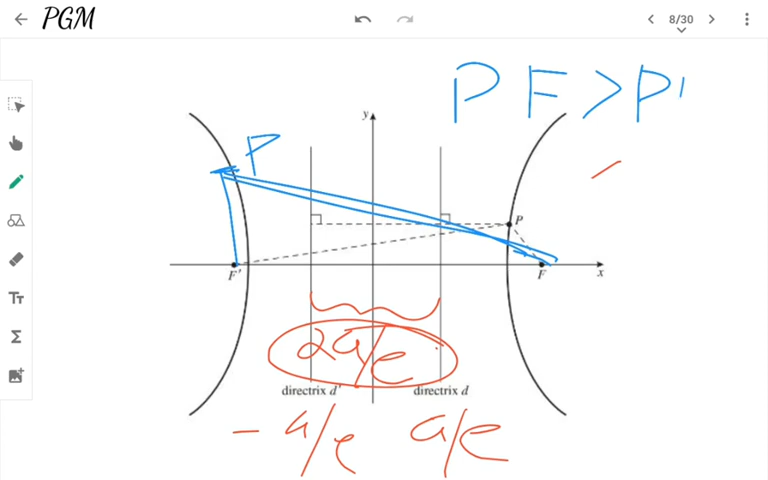 PGM
8/30
PF>P
P
y
P
F'
F
x
2a/e
directrix d'
directrix d
-a/e
a/e